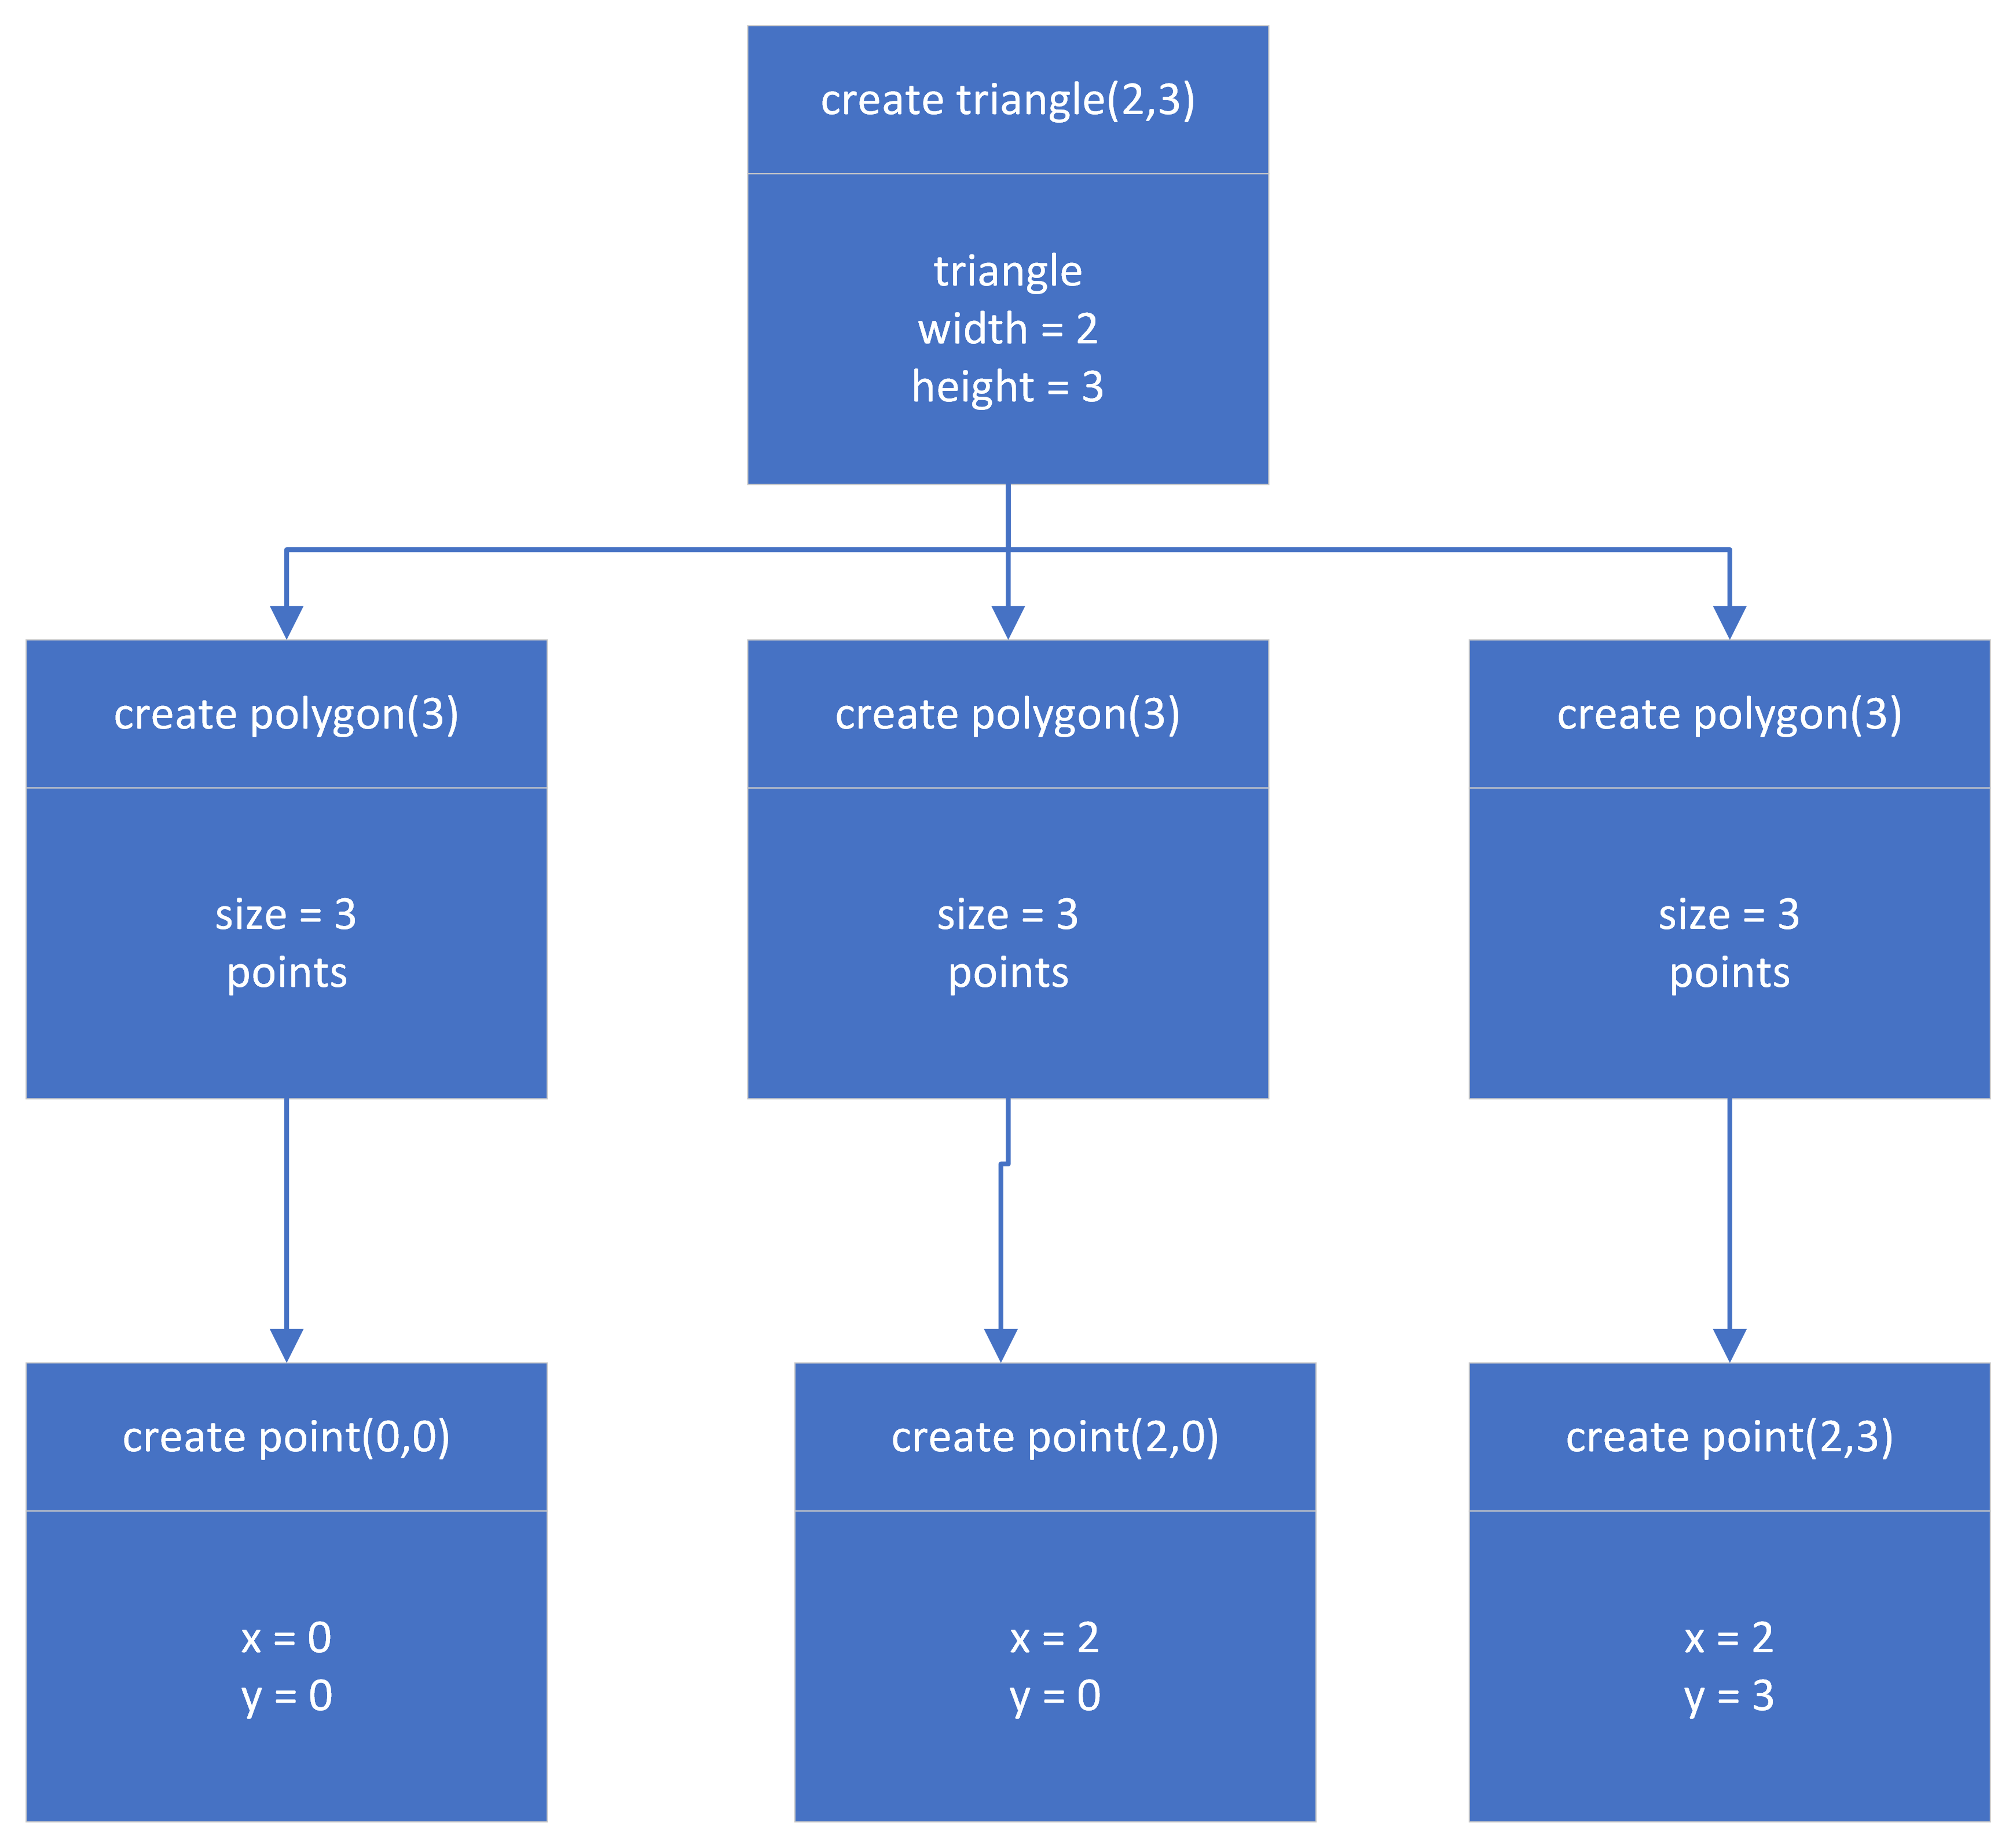 create triangle(2,3)
triangle
width = 2
height = 3
create polygon(3)
size = 3
points
create polygon(3)
size = 3
points
create polygon(3)
size = 3
points
create point(0,0)
x = 0
y = 0
create point(2,0)
x = 2
y = 0
create point(2,3)
x = 2
y = 3